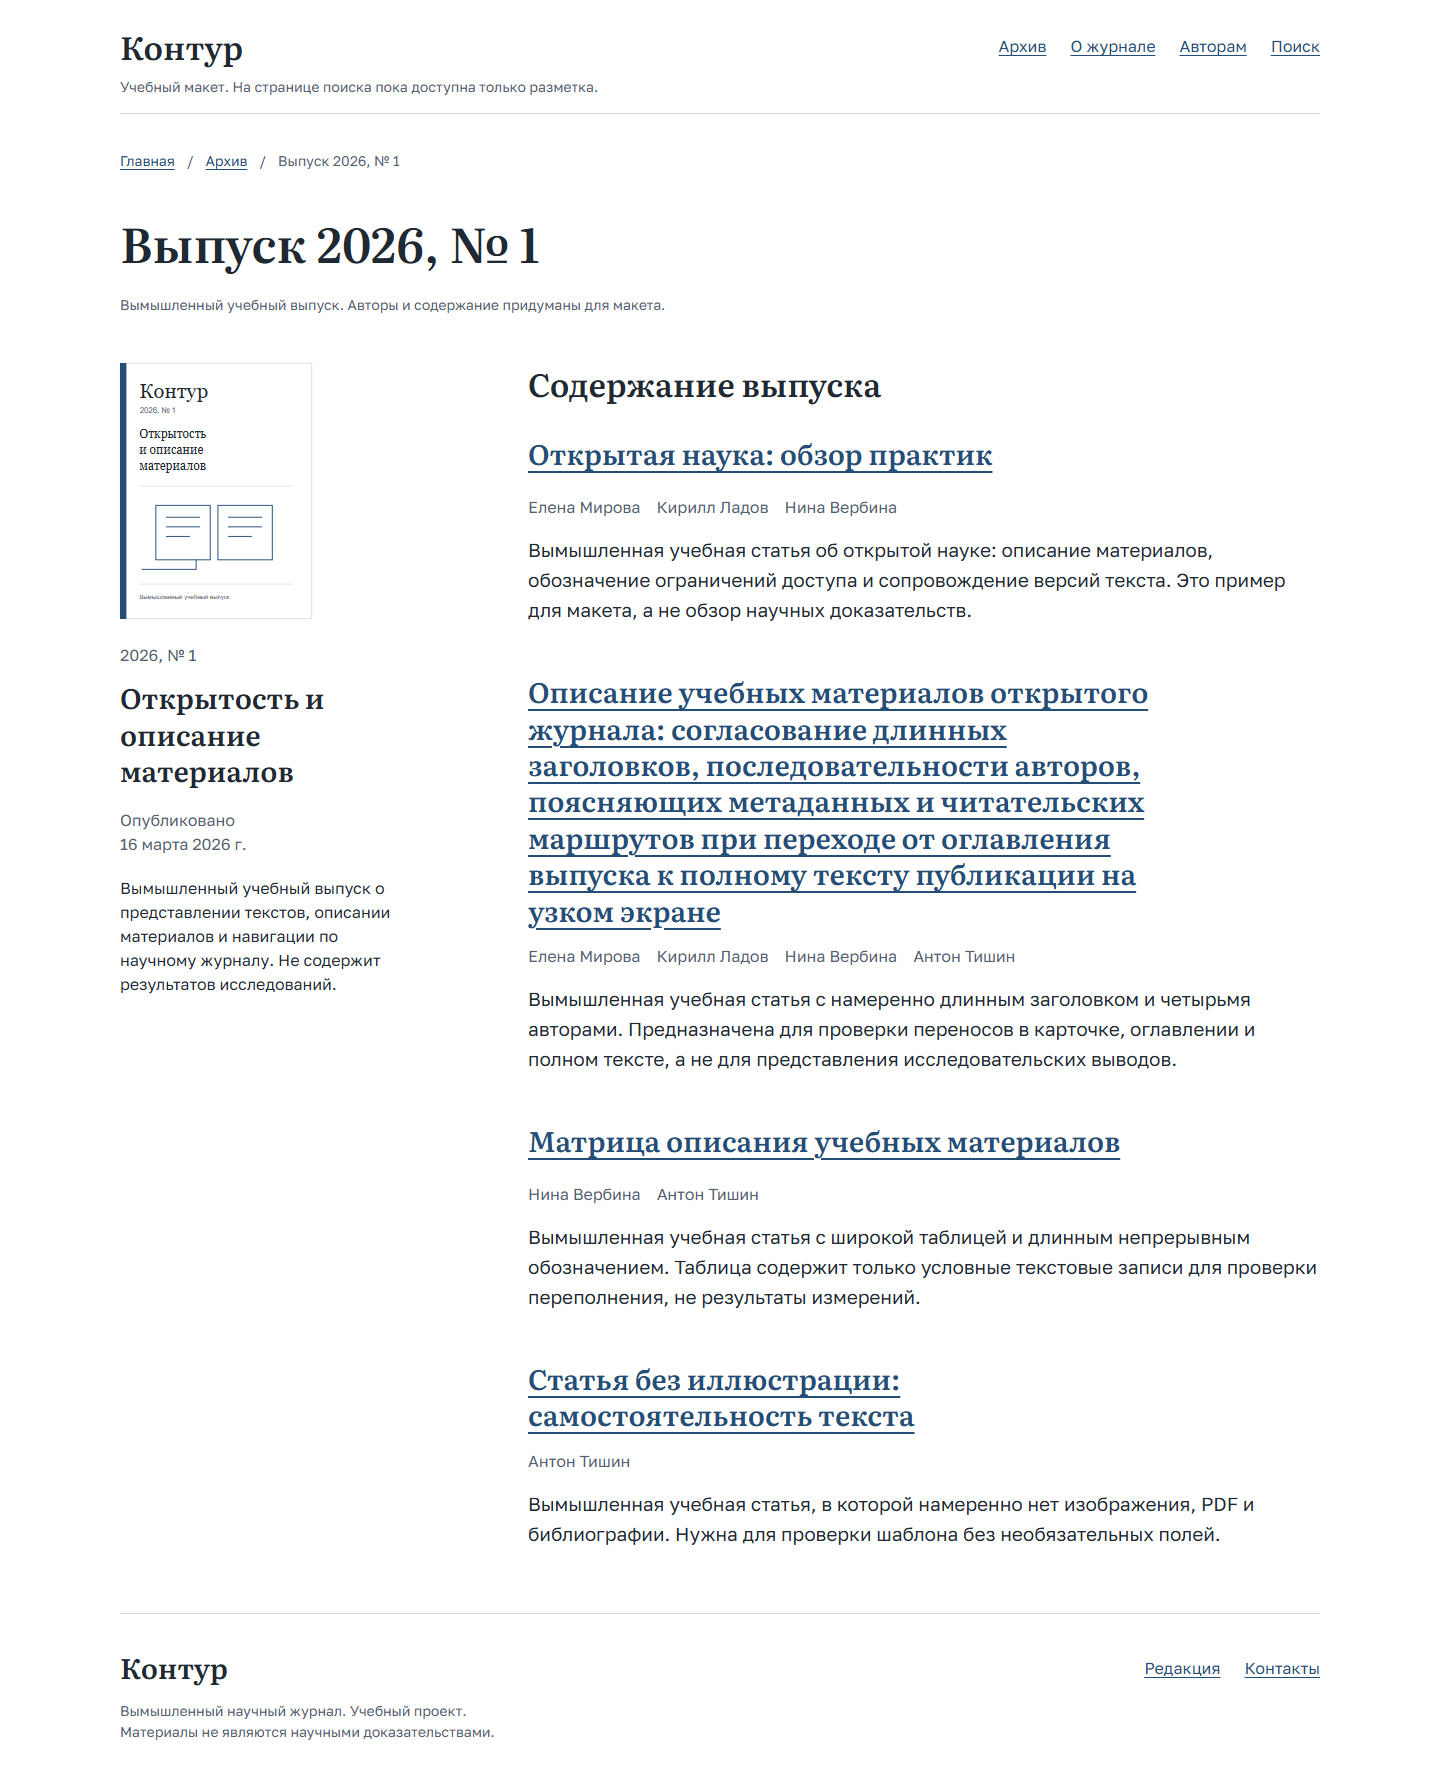 Контур
Архив О журнале Авторам Поиск
Учебный макет. На странице поиска пока доступна только разметка.
Главная / Архив / Выпуск 2026, № 1
Выпуск 2026, № 1
Вымышленный учебный выпуск. Авторы и содержание придуманы для макета.
Контур
2026, № 1
Открытость
и описание
материалов
Вымышленный учебный выпуск
2026, № 1
Открытость и
описание
материалов
Опубликовано
16 марта 2026 г.
Вымышленный учебный выпуск о
представлении текстов, описании
материалов и навигации по
научному журналу. Не содержит
результатов исследований.
Содержание выпуска
Открытая наука: обзор практик
Елена Мирова Кирилл Ладов Нина Вербина
Вымышленная учебная статья об открытой науке: описание материалов,
обозначение ограничений доступа и сопровождение версий текста. Это пример
для макета, а не обзор научных доказательств.
Описание учебных материалов открытого
журнала: согласование длинных
заголовков, последовательности авторов,
поясняющих метаданных и читательских
маршрутов при переходе от оглавления
выпуска к полному тексту публикации на
узком экране
Елена Мирова Кирилл Ладов Нина Вербина Антон Тишин
Вымышленная учебная статья с намеренно длинным заголовком и четырьмя
авторами. Предназначена для проверки переносов в карточке, оглавлении и
полном тексте, а не для представления исследовательских выводов.
Матрица описания учебных материалов
Нина Вербина Антон Тишин
Вымышленная учебная статья с широкой таблицей и длинным непрерывным
обозначением. Таблица содержит только условные текстовые записи для проверки
переполнения, не результаты измерений.
Статья без иллюстрации:
самостоятельность текста
Антон Тишин
Вымышленная учебная статья, в которой намеренно нет изображения, PDF и
библиографии. Нужна для проверки шаблона без необязательных полей.
Контур
Редакция Контакты
Вымышленный научный журнал. Учебный проект.
Материалы не являются научными доказательствами.